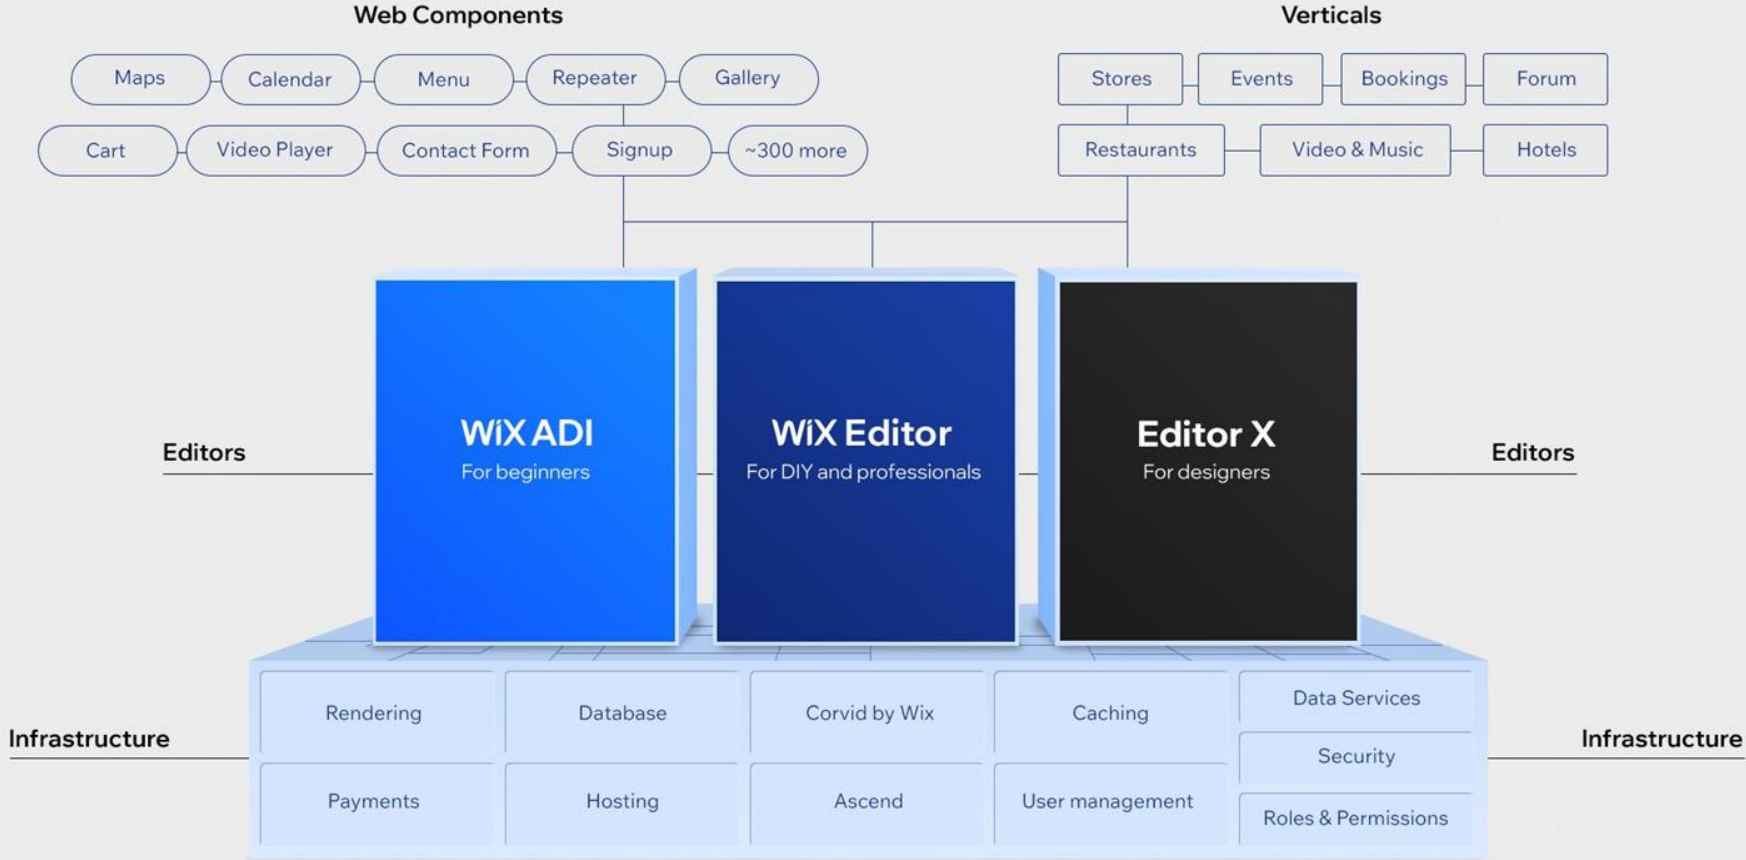 Web Components
Verticals
Maps
Calendar
Menu
Repeater
Gallery
Stores
Events
Bookings
Forum
Cart
Video Player
Contact Form
Signup
~300 more
Restaurants
Video & Music
Hotels
Editors
WiX ADI
For beginners
WiX Editor
For DIY and professionals
Editor X
For designers
Editors
Infrastructure
Rendering
Database
Corvid by Wix
Caching
Data Services
Security
Payments
Hosting
Ascend
User management
Roles & Permissions
Infrastructure